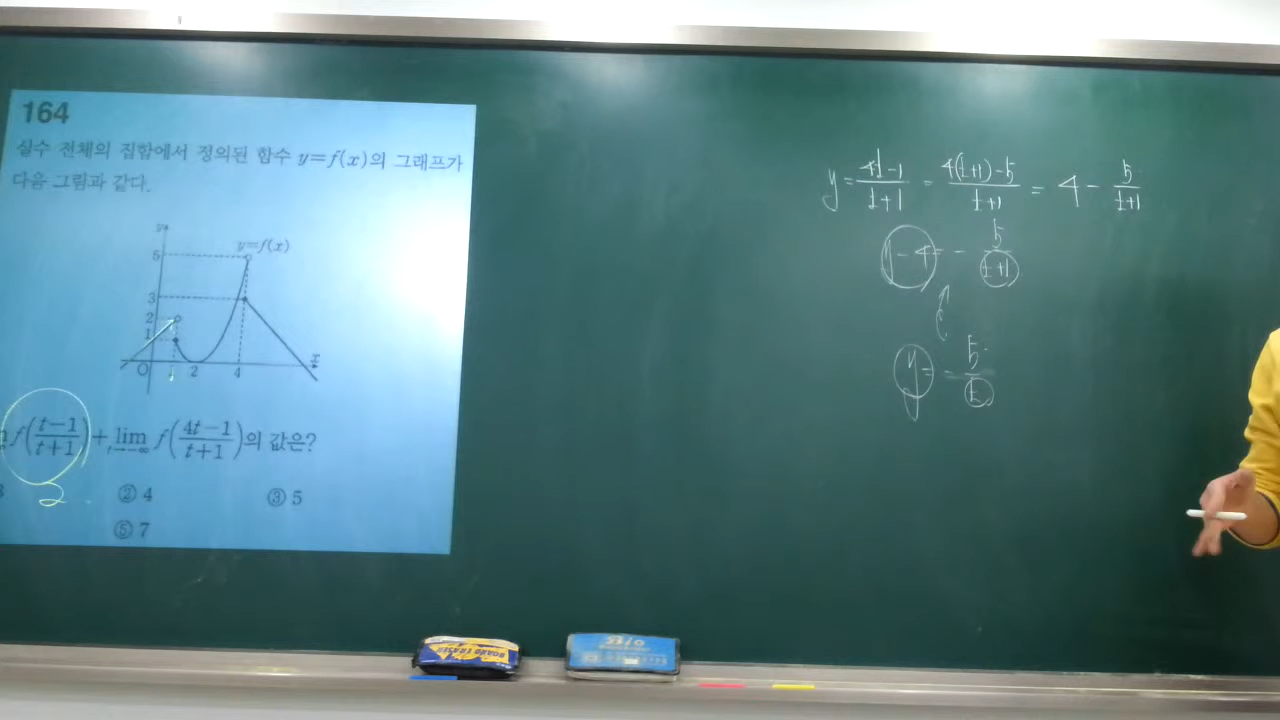 164
실수 전체의 집합에서 정의된 함수 y=f(x)의 그래프가
다음 그림과 같다.
y
y=f(x)
5
3
2
1
O 1 2 4 x
f(t-1/t+1)+lim t→-∞ f(4t-1/t+1)의 값은?
2
② 4 ③ 5
⑤ 7
y=4t-1/t+1=4(t+1)-5/t+1=4-5/t+1
y-4=-5/t+1
y=-5/t
BOARD ERASER